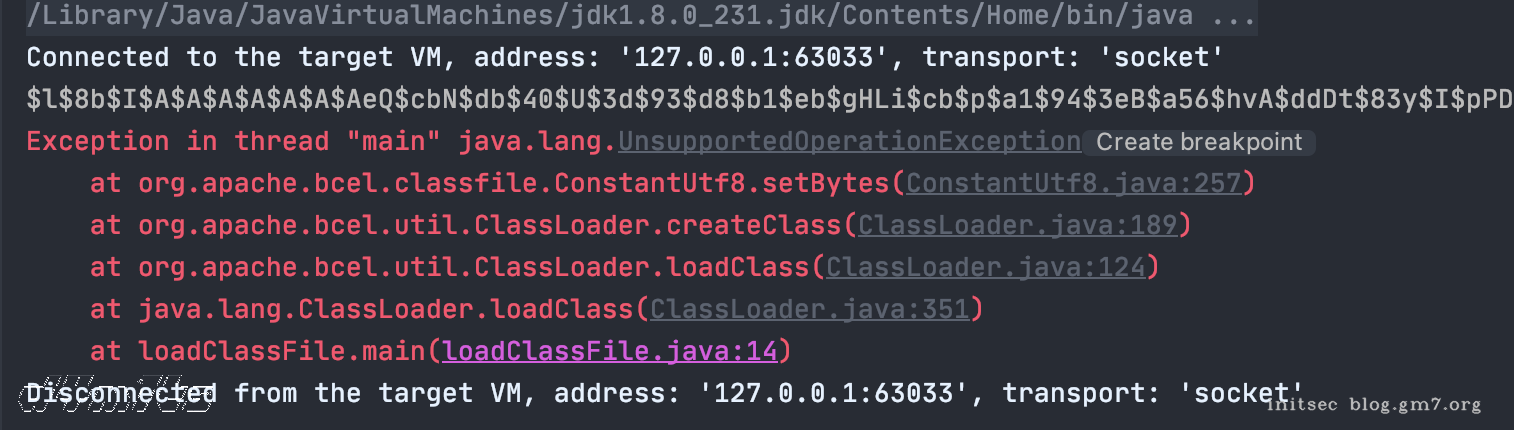 /Library/Java/JavaVirtualMachines/jdk1.8.0_231.jdk/Contents/Home/bin/java ...
Connected to the target VM, address: '127.0.0.1:63033', transport: 'socket'
$l$8b$I$A$A$A$A$A$A$AeQ$cbN$db$40$U$3d$93$d8$b1$eb$gHLi$cb$p$a1$94$3eB$a56$hvA$ddDt$83y$I$pPD
Exception in thread "main" java.lang.UnsupportedOperationException Create breakpoint
at org.apache.bcel.classfile.ConstantUtf8.setBytes(ConstantUtf8.java:257)
at org.apache.bcel.util.ClassLoader.createClass(ClassLoader.java:189)
at org.apache.bcel.util.ClassLoader.loadClass(ClassLoader.java:124)
at java.lang.ClassLoader.loadClass(ClassLoader.java:351)
at loadClassFile.main(loadClassFile.java:14)
Disconnected from the target VM, address: '127.0.0.1:63033', transport: 'socket'
initsec blog.gm7.org